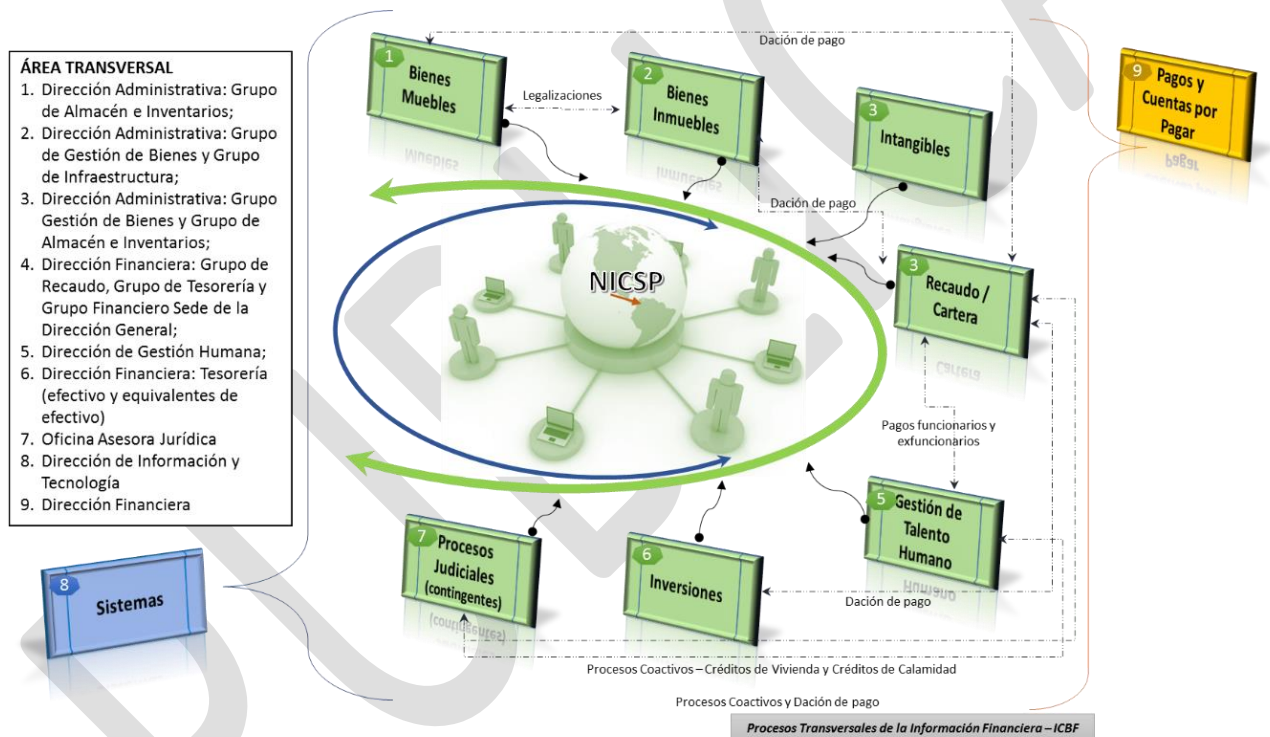 ÁREA TRANSVERSAL
1. Dirección Administrativa: Grupo
de Almacén e Inventarios;
2. Dirección Administrativa: Grupo
de Gestión de Bienes y Grupo
de Infraestructura;
3. Dirección Administrativa: Grupo
Gestión de Bienes y Grupo de
Almacén e Inventarios;
4. Dirección Financiera: Grupo de
Recaudo, Grupo de Tesorería y
Grupo Financiero Sede de la
Dirección General;
5. Dirección de Gestión Humana;
6. Dirección Financiera: Tesorería
(efectivo y equivalentes de
efectivo)
7. Oficina Asesora Jurídica
8. Dirección de Información y
Tecnología
9. Dirección Financiera
8
Sistemas
1
Bienes
Muebles
Legalizaciones
2
Bienes
Inmuebles
Dación de pago
3
Intangibles
Dación de pago
9
Pagos y
Cuentas por
Pagar
NICSP
3
Recaudo /
Cartera
Pagos funcionarios y
exfuncionarios
5
Gestión de
Talento
Humano
7
Procesos
Judiciales
(contingentes)
6
Inversiones
Dación de pago
Procesos Coactivos – Créditos de Vivienda y Créditos de Calamidad
Procesos Coactivos y Dación de pago
Procesos Transversales de la Información Financiera – ICBF